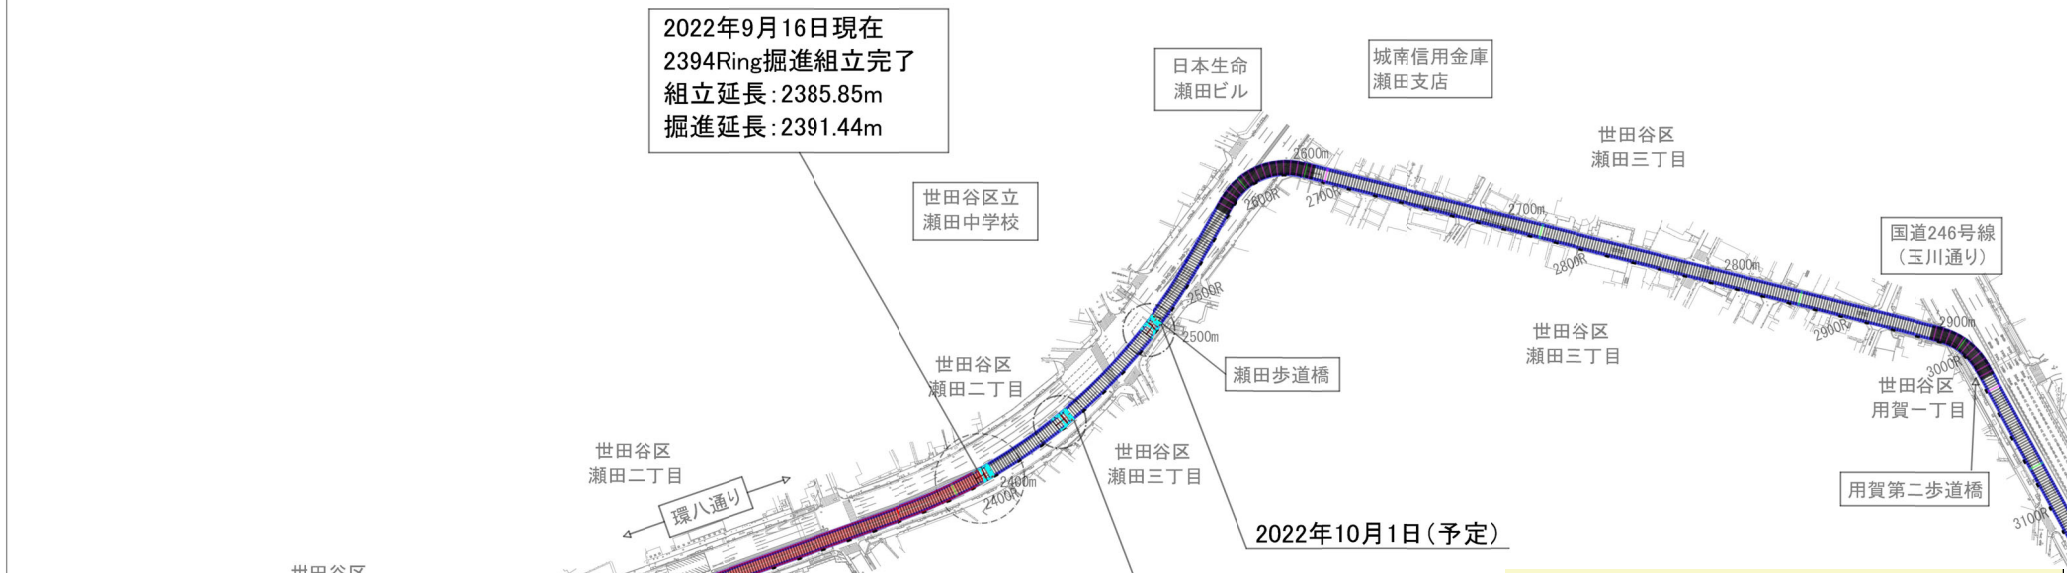 2022年9月16日現在
2394Ring掘進組立完了
組立延長:2385.85m
掘進延長:2391.44m
日本生命
瀬田ビル
城南信用金庫
瀬田支店
世田谷区
瀬田三丁目
世田谷区立
瀬田中学校
2600m
2600R
2700R
2700m
2800R
2800m
国道246号線
(玉川通り)
2500R
2500m
瀬田歩道橋
世田谷区
瀬田三丁目
2900R
2900m
3000R
世田谷区
用賀一丁目
世田谷区
瀬田二丁目
世田谷区
瀬田二丁目
世田谷区
瀬田三丁目
2400m
2400R
環八通り
用賀第二歩道橋
3100R
2022年10月1日(予定)
世田谷区